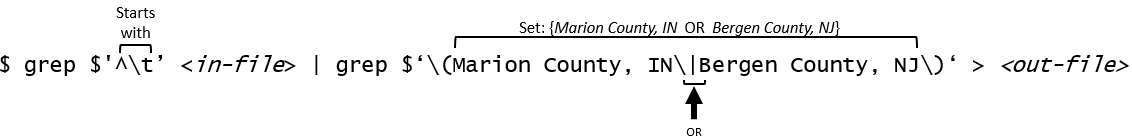 Starts
with
Set: {Marion County, IN OR Bergen County, NJ}
$ grep $'^\t’ <in-file> | grep $‘\(Marion County, IN\|Bergen County, NJ\)‘ > <out-file>
OR